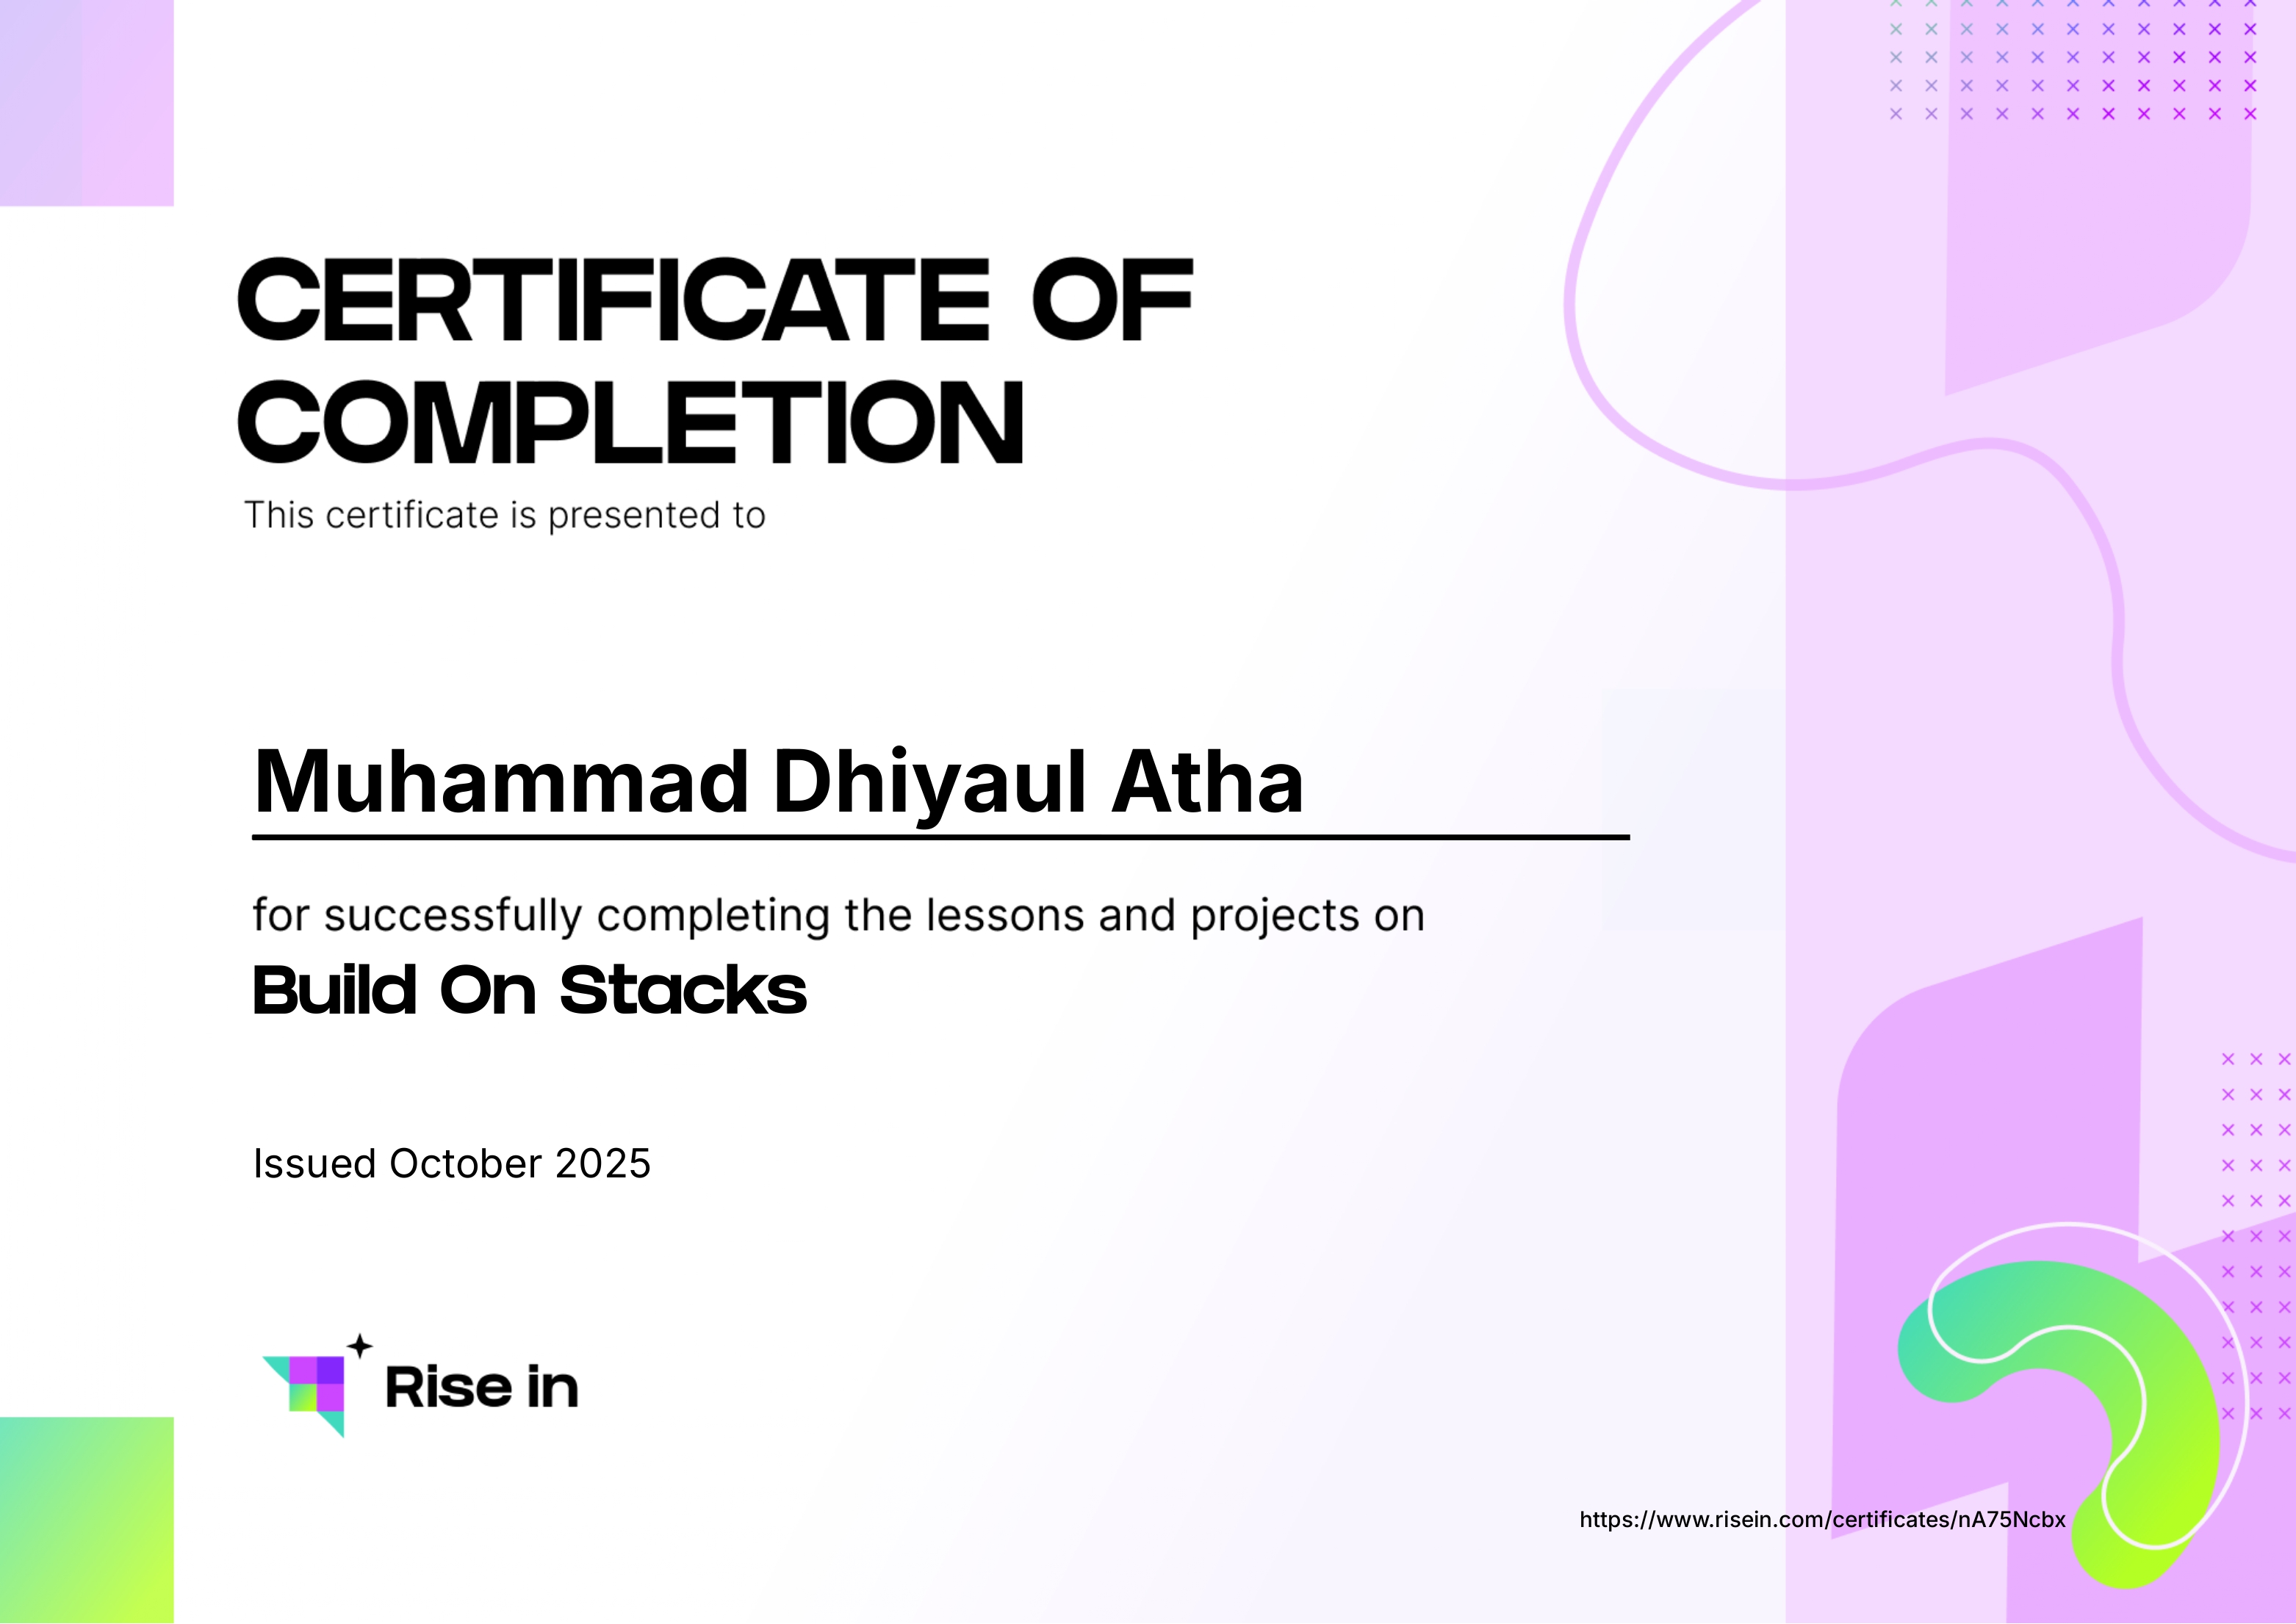 CERTIFICATE OF
COMPLETION
This certificate is presented to
Muhammad Dhiyaul Atha
for successfully completing the lessons and projects on
Build On Stacks
Issued October 2025
Rise in
https://www.risein.com/certificates/nA75Ncbx